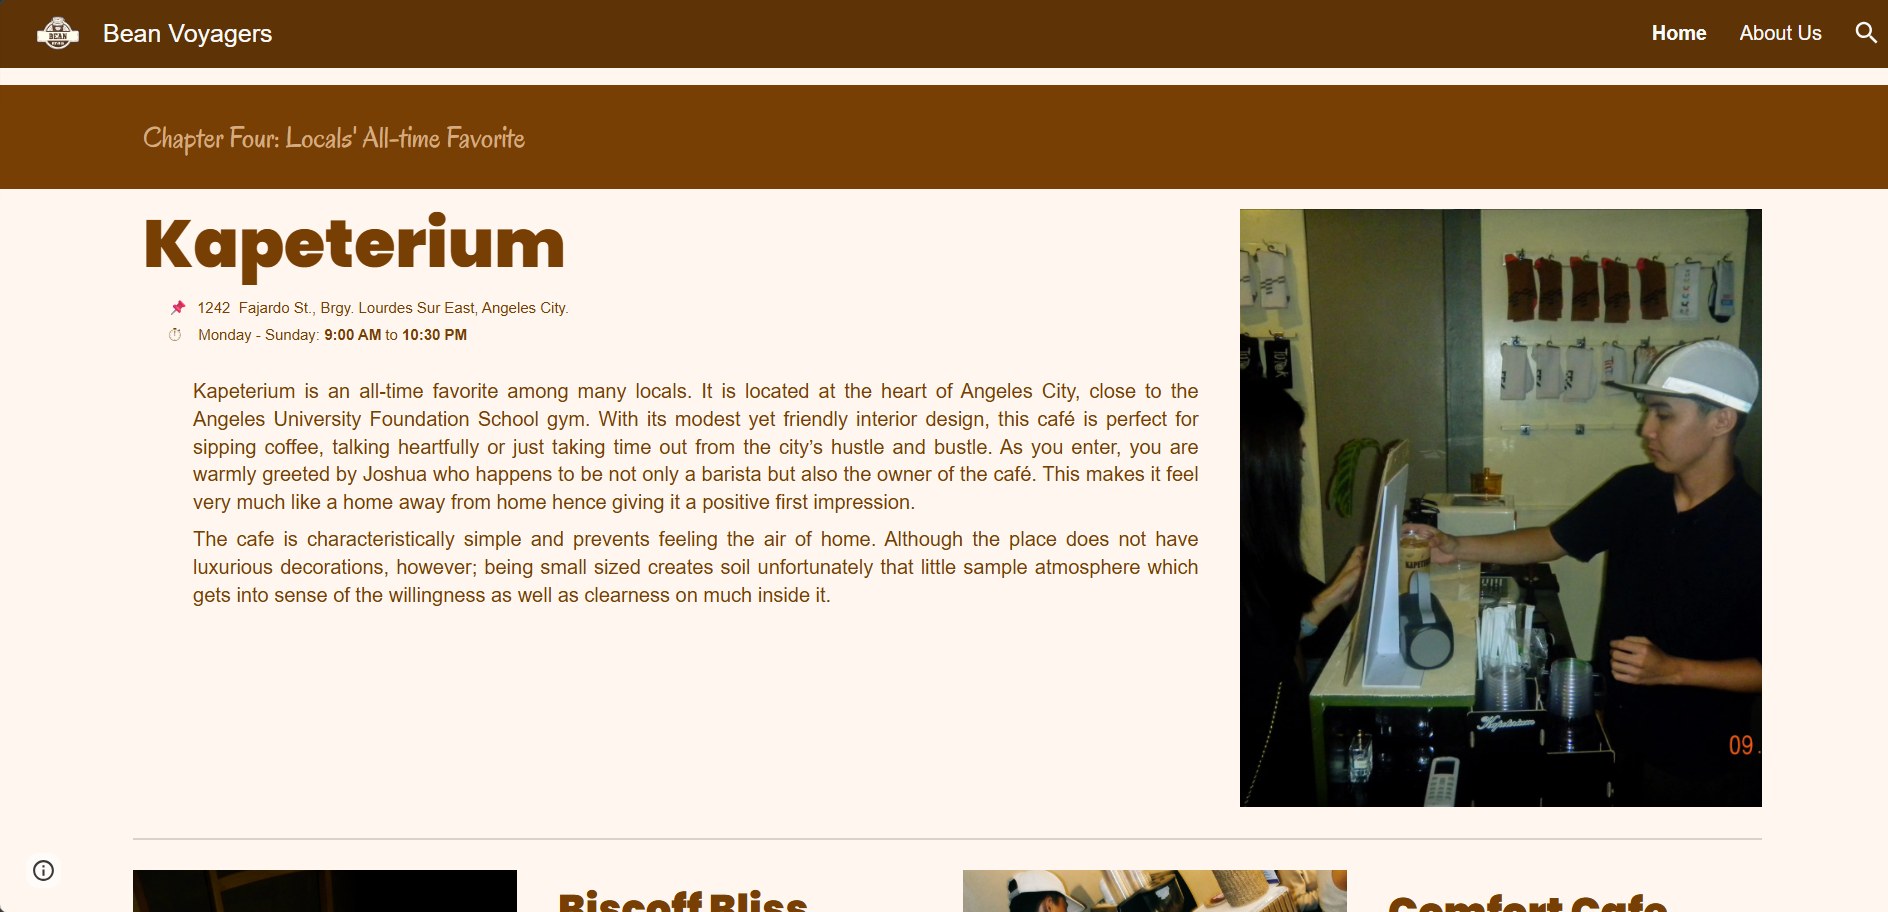 BEAN
Bean Voyagers
Home
About Us
Chapter Four: Locals' All-time Favorite
Kapeterium
1242 Fajardo St., Brgy. Lourdes Sur East, Angeles City.
Monday - Sunday: 9:00 AM to 10:30 PM
Kapeterium is an all-time favorite among many locals. It is located at the heart of Angeles City, close to the
Angeles University Foundation School gym. With its modest yet friendly interior design, this café is perfect for
sipping coffee, talking heartfully or just taking time out from the city’s hustle and bustle. As you enter, you are
warmly greeted by Joshua who happens to be not only a barista but also the owner of the café. This makes it feel
very much like a home away from home hence giving it a positive first impression.
The cafe is characteristically simple and prevents feeling the air of home. Although the place does not have
luxurious decorations, however; being small sized creates soil unfortunately that little sample atmosphere which
gets into sense of the willingness as well as clearness on much inside it.
Kapeterium
09
Biscoff Bliss
Comfort Cafe